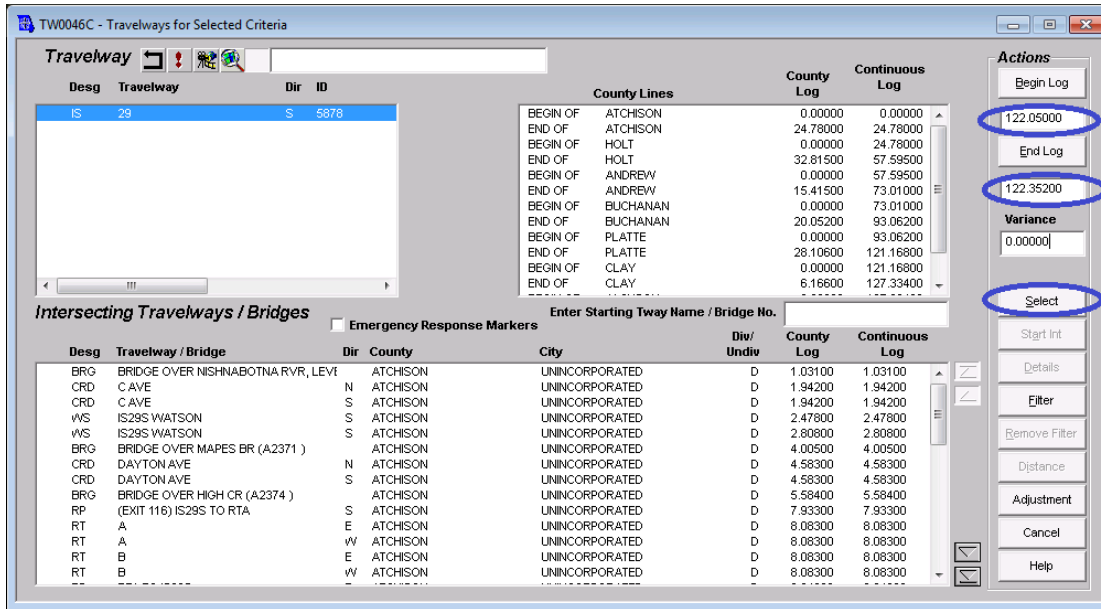 TW0046C - Travelways for Selected Criteria
Travelway
Actions
Desg Travelway Dir ID
County Lines County Log Continuous Log
Begin Log
IS 29 S 5878
BEGIN OF ATCHISON 0.00000 0.00000
122.05000
END OF ATCHISON 24.78000 24.78000
BEGIN OF HOLT 0.00000 24.78000
End Log
END OF HOLT 32.81500 57.59500
BEGIN OF ANDREW 0.00000 57.59500
END OF ANDREW 15.41500 73.01000
122.35200
BEGIN OF BUCHANAN 0.00000 73.01000
END OF BUCHANAN 20.05200 93.06200
Variance
BEGIN OF PLATTE 0.00000 93.06200
0.00000
END OF PLATTE 28.10600 121.16800
BEGIN OF CLAY 0.00000 121.16800
END OF CLAY 6.16600 127.33400
Select
Intersecting Travelways / Bridges
Emergency Response Markers
Enter Starting Tway Name / Bridge No.
Start Int
Desg Travelway / Bridge Dir County City Div/ Undiv County Log Continuous Log
BRG BRIDGE OVER NISHNABOTNA RVR, LEVE ATCHISON UNINCORPORATED D 1.03100 1.03100
Details
CRD C AVE N ATCHISON UNINCORPORATED D 1.94200 1.94200
CRD C AVE S ATCHISON UNINCORPORATED D 1.94200 1.94200
Filter
WS IS29S WATSON S ATCHISON UNINCORPORATED D 2.47800 2.47800
WS IS29S WATSON S ATCHISON UNINCORPORATED D 2.80800 2.80800
Remove Filter
BRG BRIDGE OVER MAPES BR (A2371 ) ATCHISON UNINCORPORATED D 4.00500 4.00500
CRD DAYTON AVE N ATCHISON UNINCORPORATED D 4.58300 4.58300
Distance
CRD DAYTON AVE S ATCHISON UNINCORPORATED D 4.58300 4.58300
BRG BRIDGE OVER HIGH CR (A2374 ) ATCHISON UNINCORPORATED D 5.58400 5.58400
Adjustment
RP (EXIT 116) IS29S TO RTA S ATCHISON UNINCORPORATED D 7.93300 7.93300
RT A E ATCHISON UNINCORPORATED D 8.08300 8.08300
Cancel
RT A W ATCHISON UNINCORPORATED D 8.08300 8.08300
RT B E ATCHISON UNINCORPORATED D 8.08300 8.08300
Help
RT B W ATCHISON UNINCORPORATED D 8.08300 8.08300